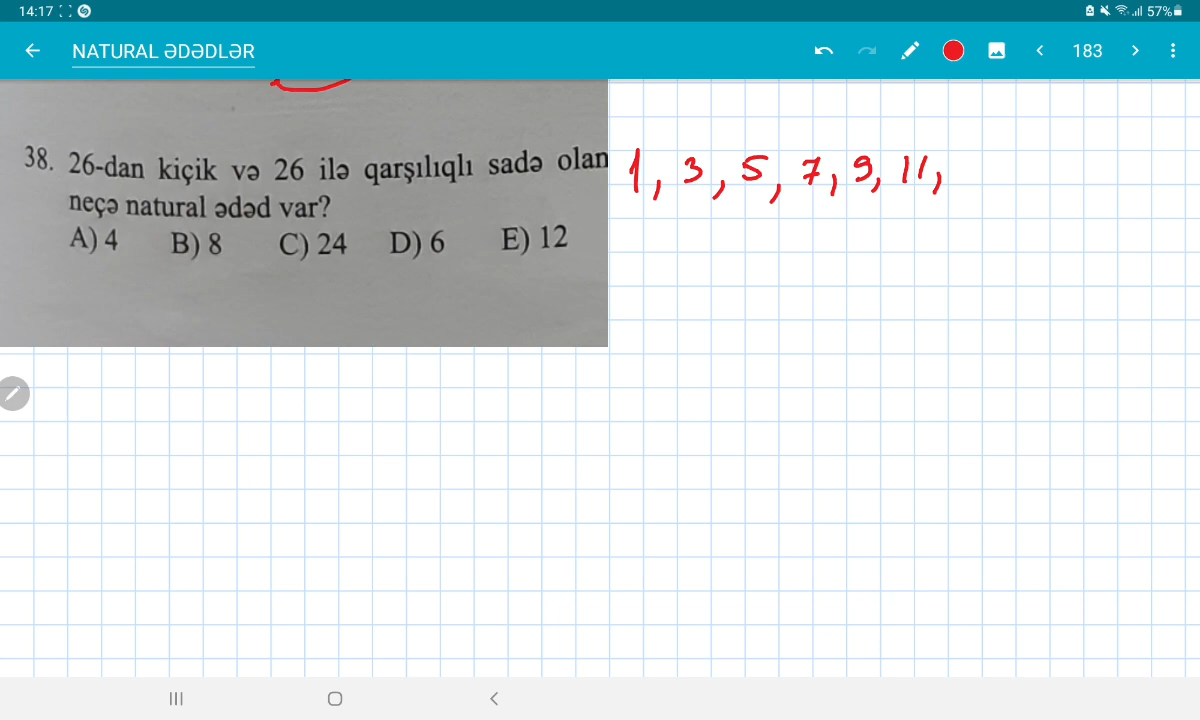 14:17
57%
NATURAL ƏDƏDLƏR
183
38. 26-dan kiçik və 26 ilə qarşılıqlı sadə olan
neçə natural ədəd var?
A) 4 B) 8 C) 24 D) 6 E) 12
1, 3, 5, 7, 9, 11,